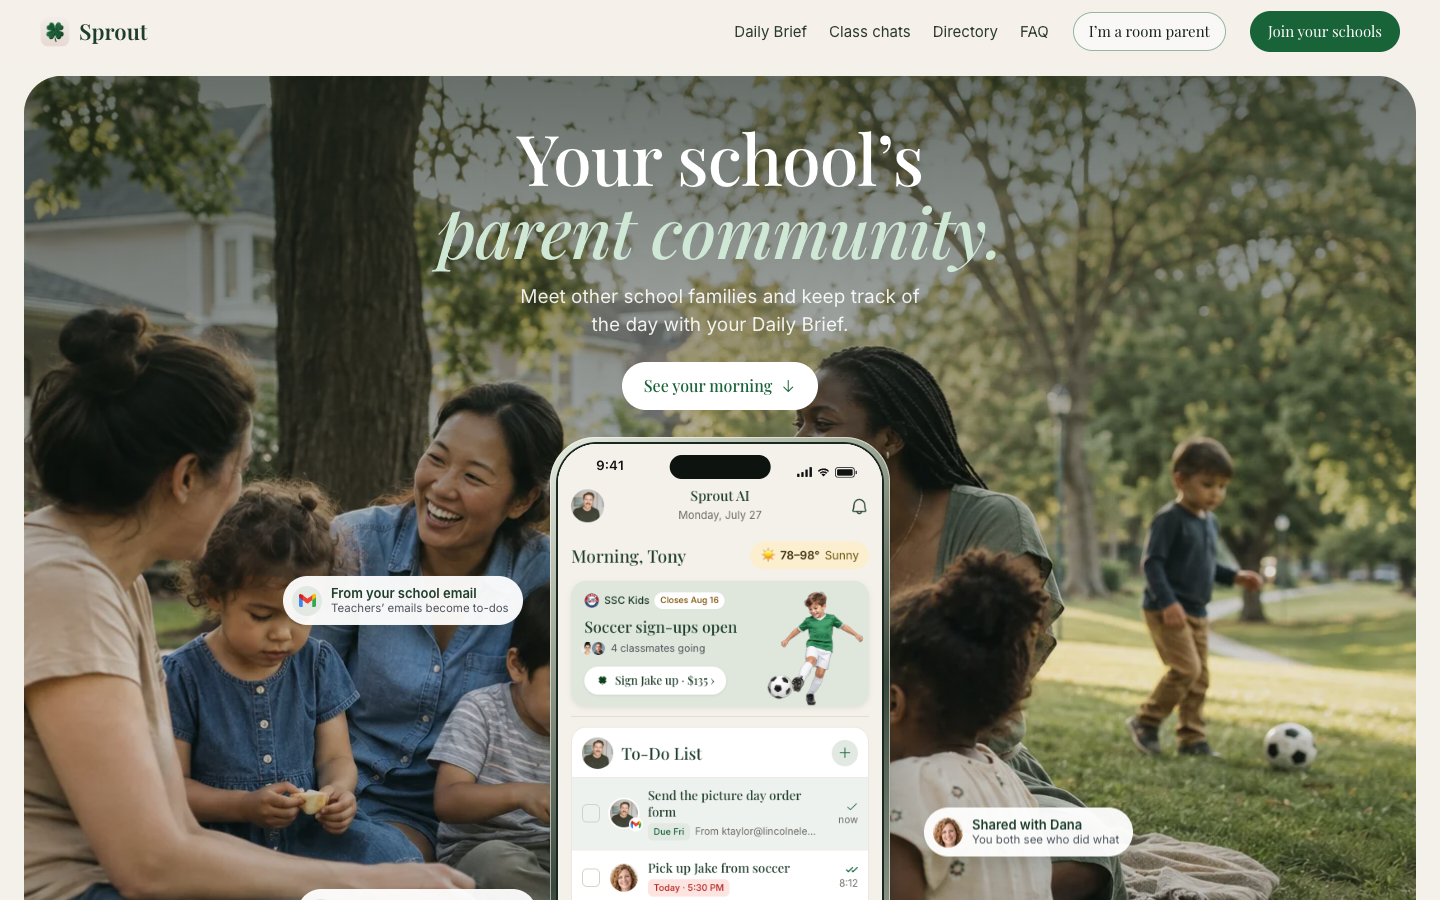 Sprout
Daily Brief
Class chats
Directory
FAQ
I’m a room parent
Join your schools
Your school’s
parent community.
Meet other school families and keep track of
the day with your Daily Brief.
See your morning ↓
9:41
Sprout AI
Monday, July 27
Morning, Tony
78–98° Sunny
SSC Kids
Closes Aug 16
Soccer sign-ups open
4 classmates going
Sign Jake up · $135 ›
From your school email
Teachers’ emails become to-dos
To-Do List
Send the picture day order
form
now
Due Fri
From ktaylor@lincolnele...
Pick up Jake from soccer
8:12
Today · 5:30 PM
Shared with Dana
You both see who did what